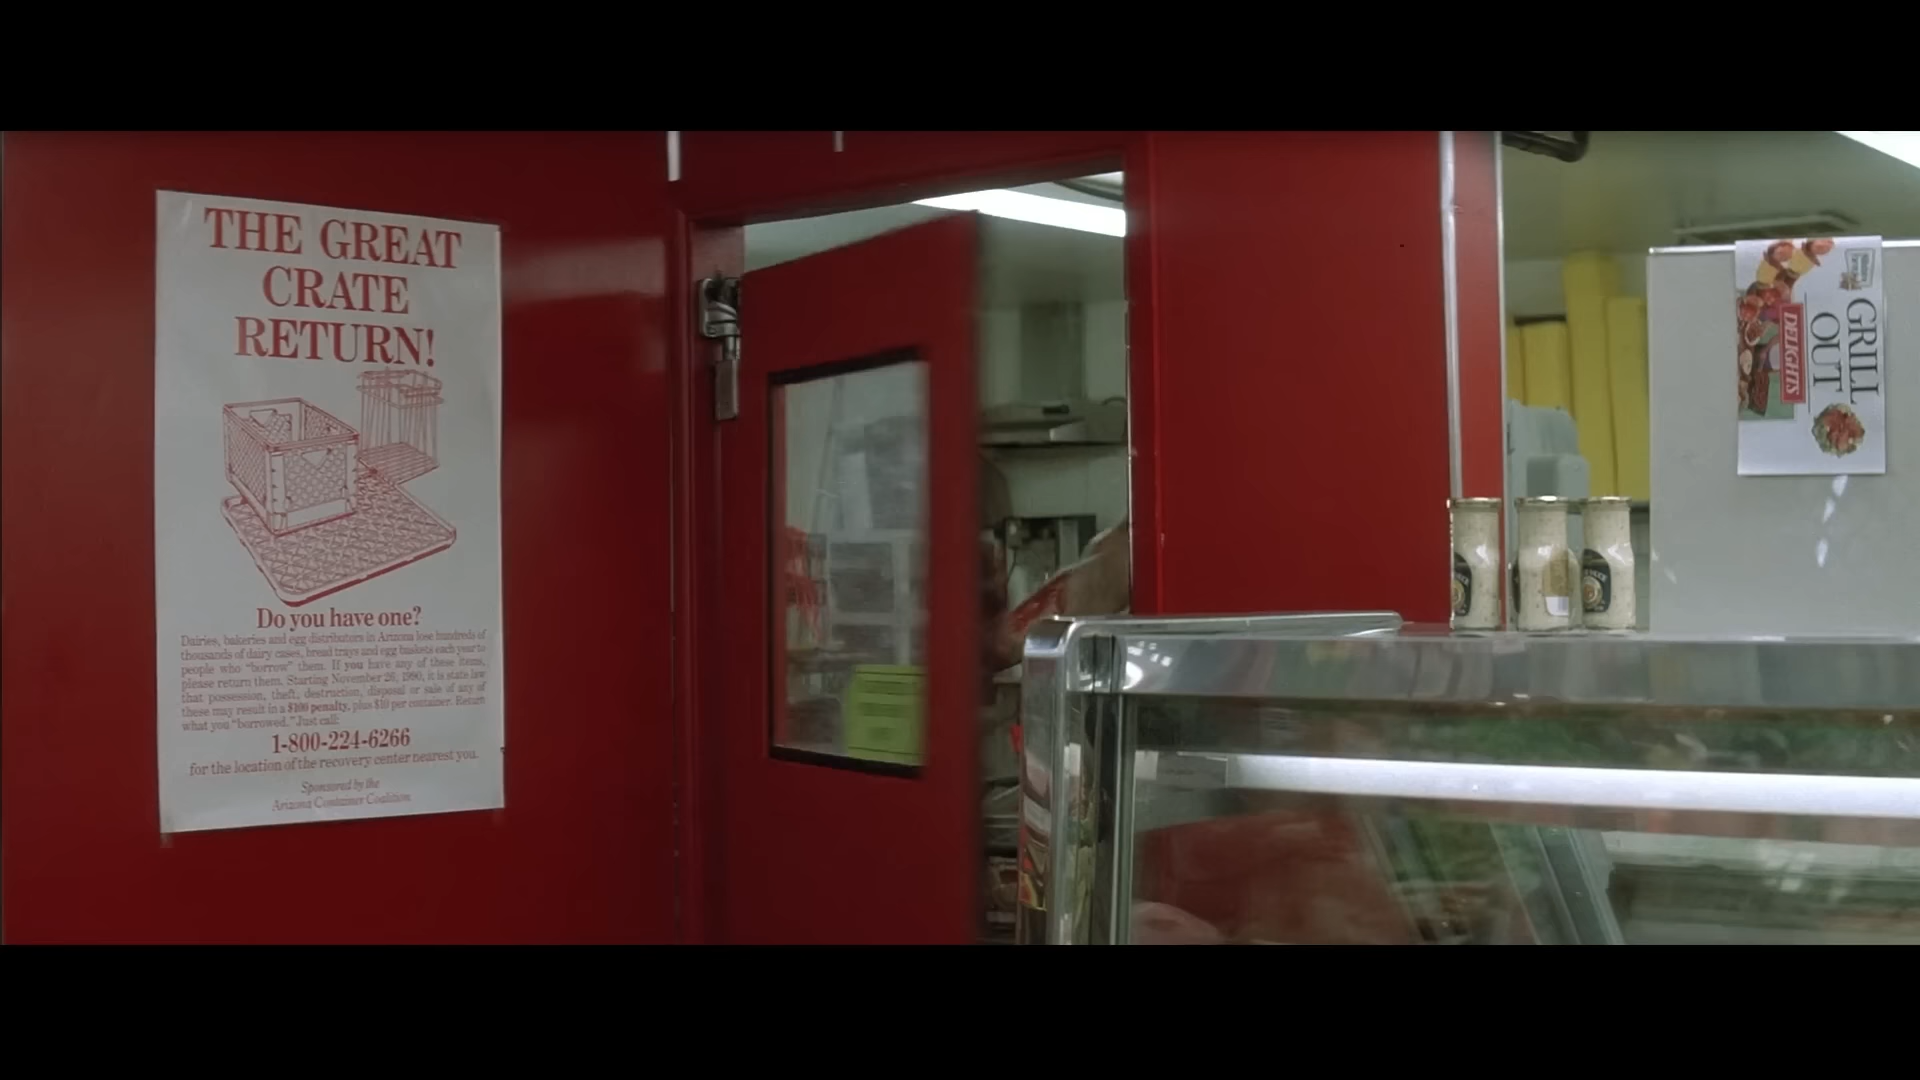 THE GREAT
CRATE
RETURN!
Do you have one?
Dairies, bakeries and egg distributors in Arizona lose hundreds of
thousands of dairy cases, bread trays and egg baskets each year to
people who "borrow" them. If you have any of these items,
please return them. Starting November 26, 1990, it is state law
that possession, theft, destruction, disposal or sale of any of
these may result in a $100 penalty, plus $10 per container. Return
what you "borrowed." Just call:
1-800-224-6266
for the location of the recovery center nearest you.
Sponsored by the
Arizona Container Coalition
GRILL
OUT
DELIGHTS